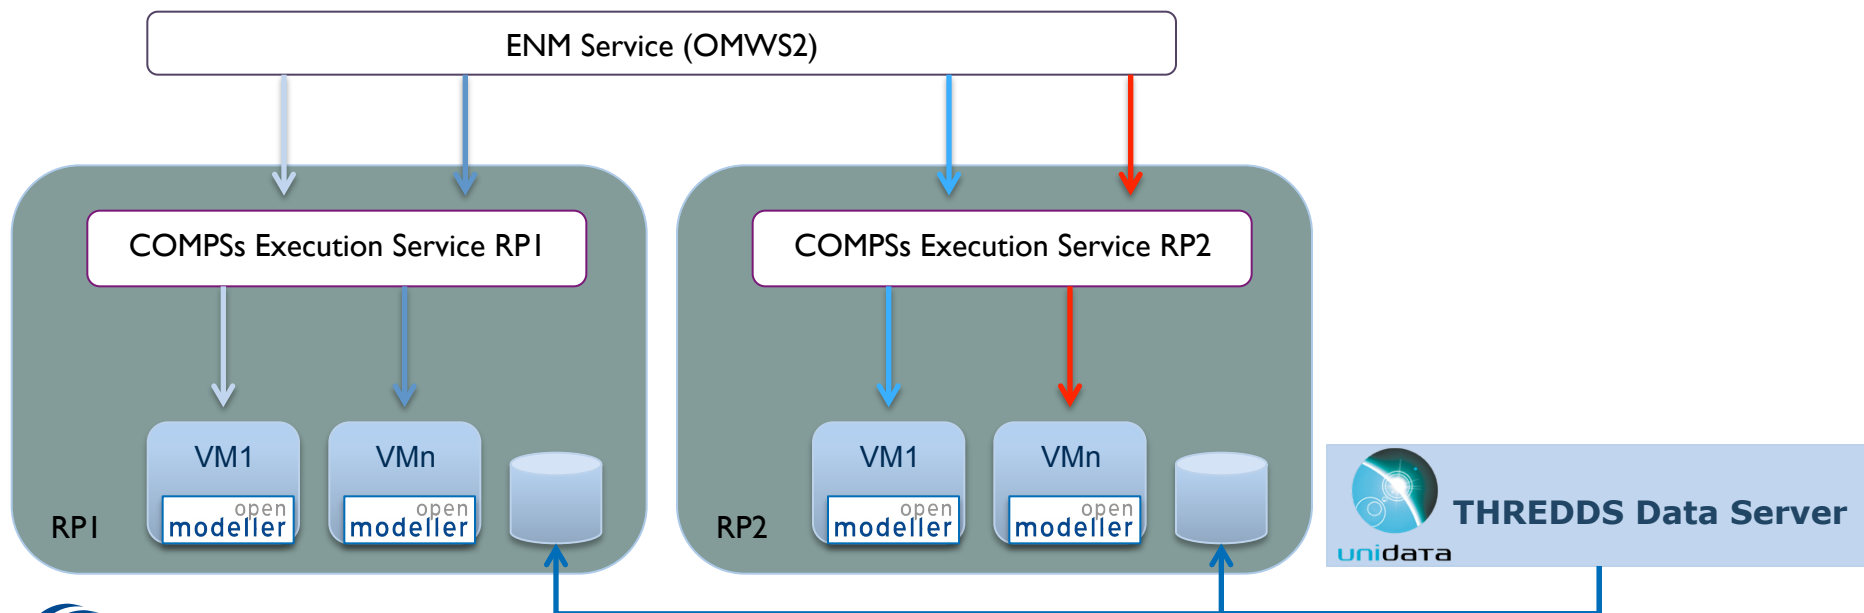 ENM Service (OMWS2)
COMPSs Execution Service RP1
COMPSs Execution Service RP2
VM1
open
modeller
VMn
open
modeller
RP1
VM1
open
modeller
VMn
open
modeller
RP2
THREDDS Data Server
unidata